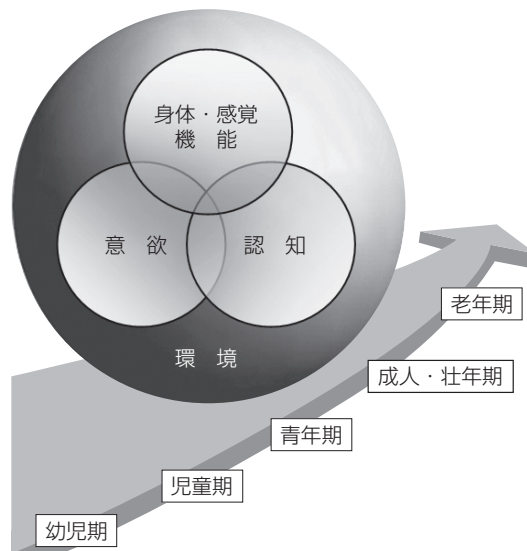 身体・感覚
機能
意欲
認知
環境
老年期
成人・壮年期
青年期
児童期
幼児期